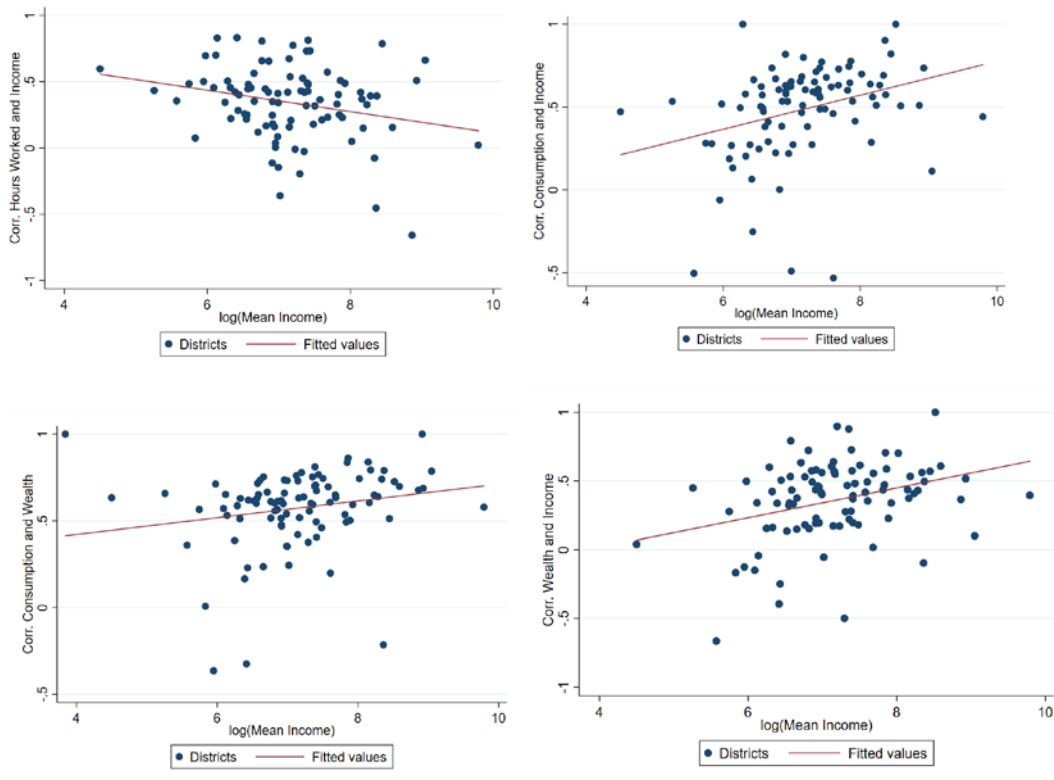 Corr. Hours Worked and Income
1
.5
0
-.5
-1
4
6
8
10
log(Mean Income)
Districts
Fitted values
Corr. Consumption and Income
1
.5
0
-.5
4
6
8
10
log(Mean Income)
Districts
Fitted values
Corr. Consumption and Wealth
1
.5
0
-.5
4
6
8
10
log(Mean Income)
Districts
Fitted values
Corr. Wealth and Income
1
.5
0
-.5
-1
4
6
8
10
log(Mean Income)
Districts
Fitted values